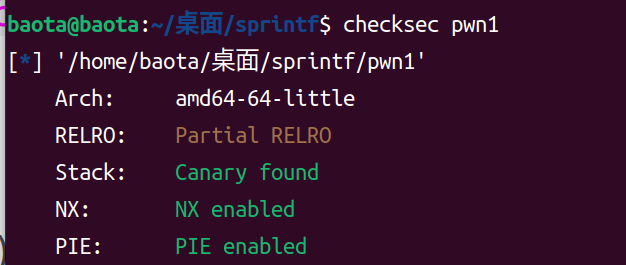 baota@baota:~/桌面/sprintf$ checksec pwn1
[*] '/home/baota/桌面/sprintf/pwn1'
Arch: amd64-64-little
RELRO: Partial RELRO
Stack: Canary found
NX: NX enabled
PIE: PIE enabled